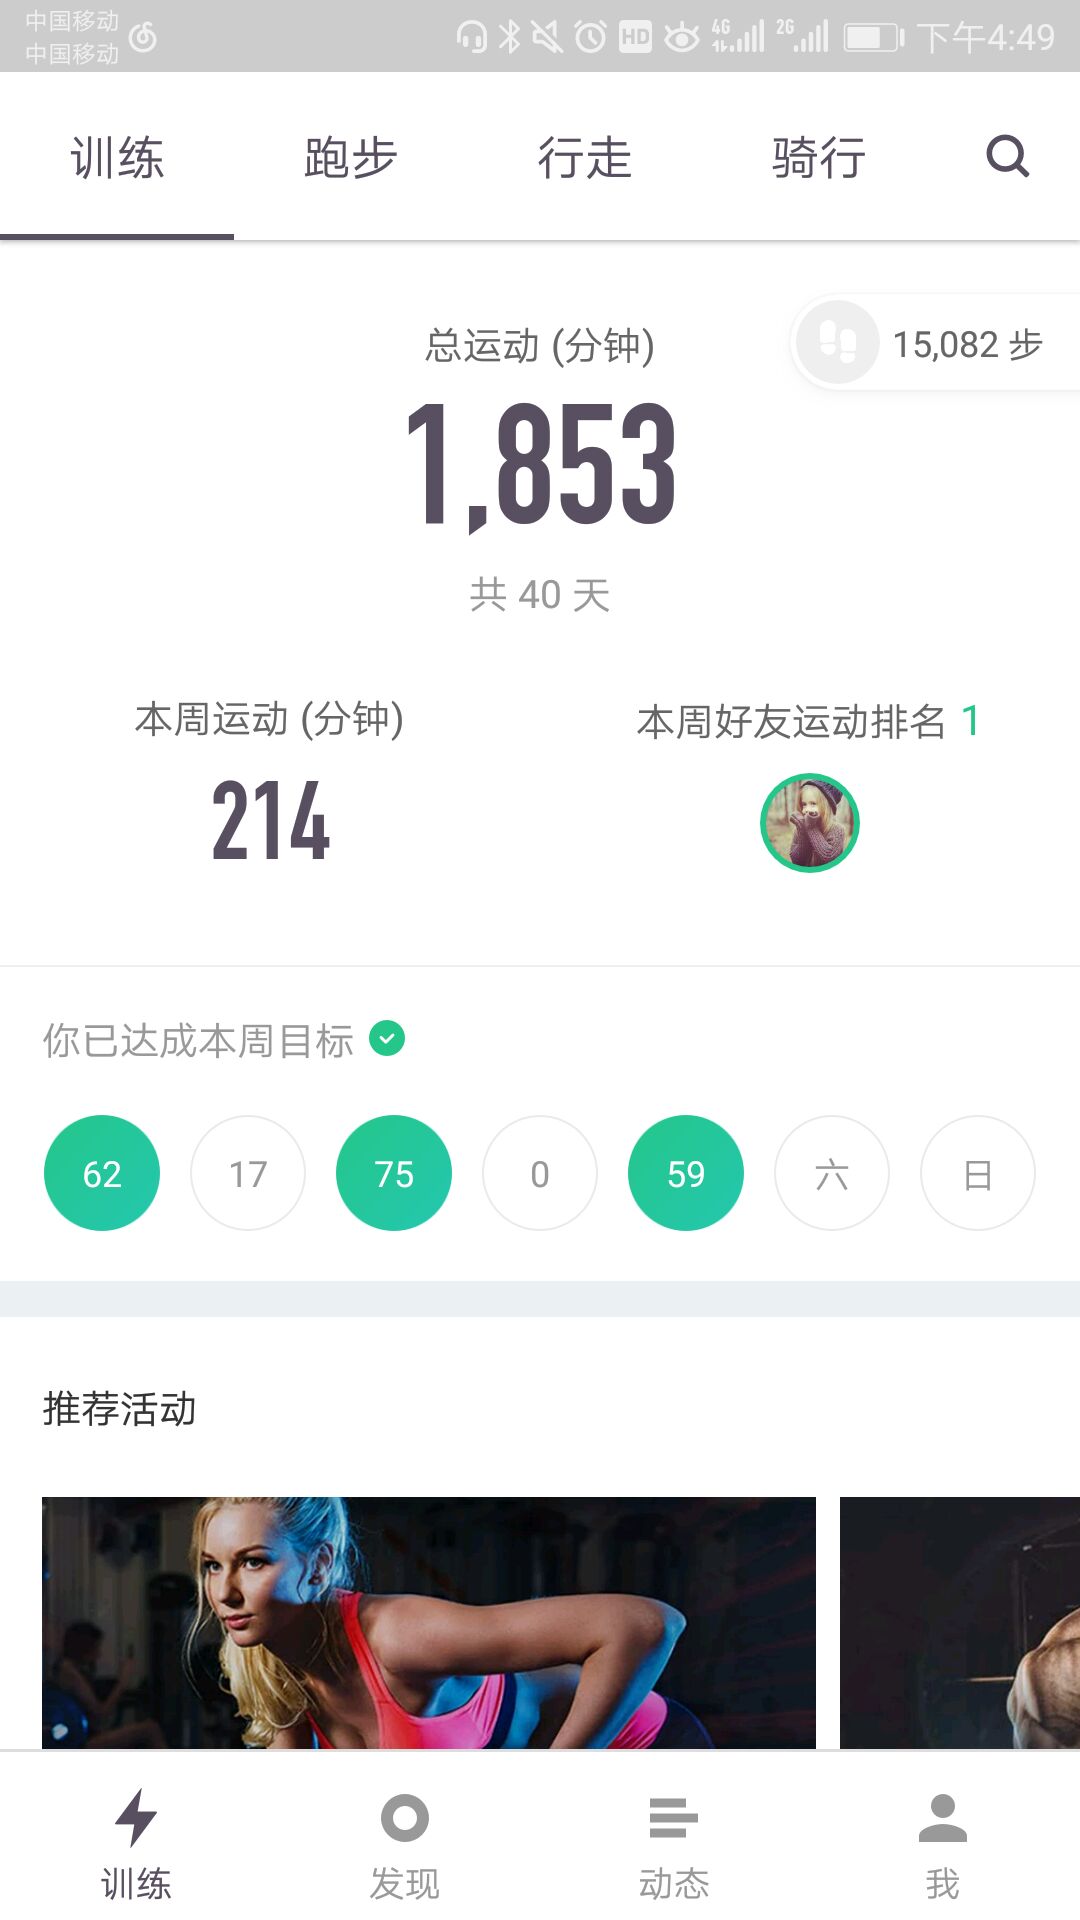 中国移动
中国移动
HD 4G 2G 下午4:49
训练 跑步 行走 骑行
总运动 (分钟)
15,082 步
1,853
共 40 天
本周运动 (分钟) 本周好友运动排名 1
214
你已达成本周目标
62 17 75 0 59 六 日
推荐活动
训练 发现 动态 我